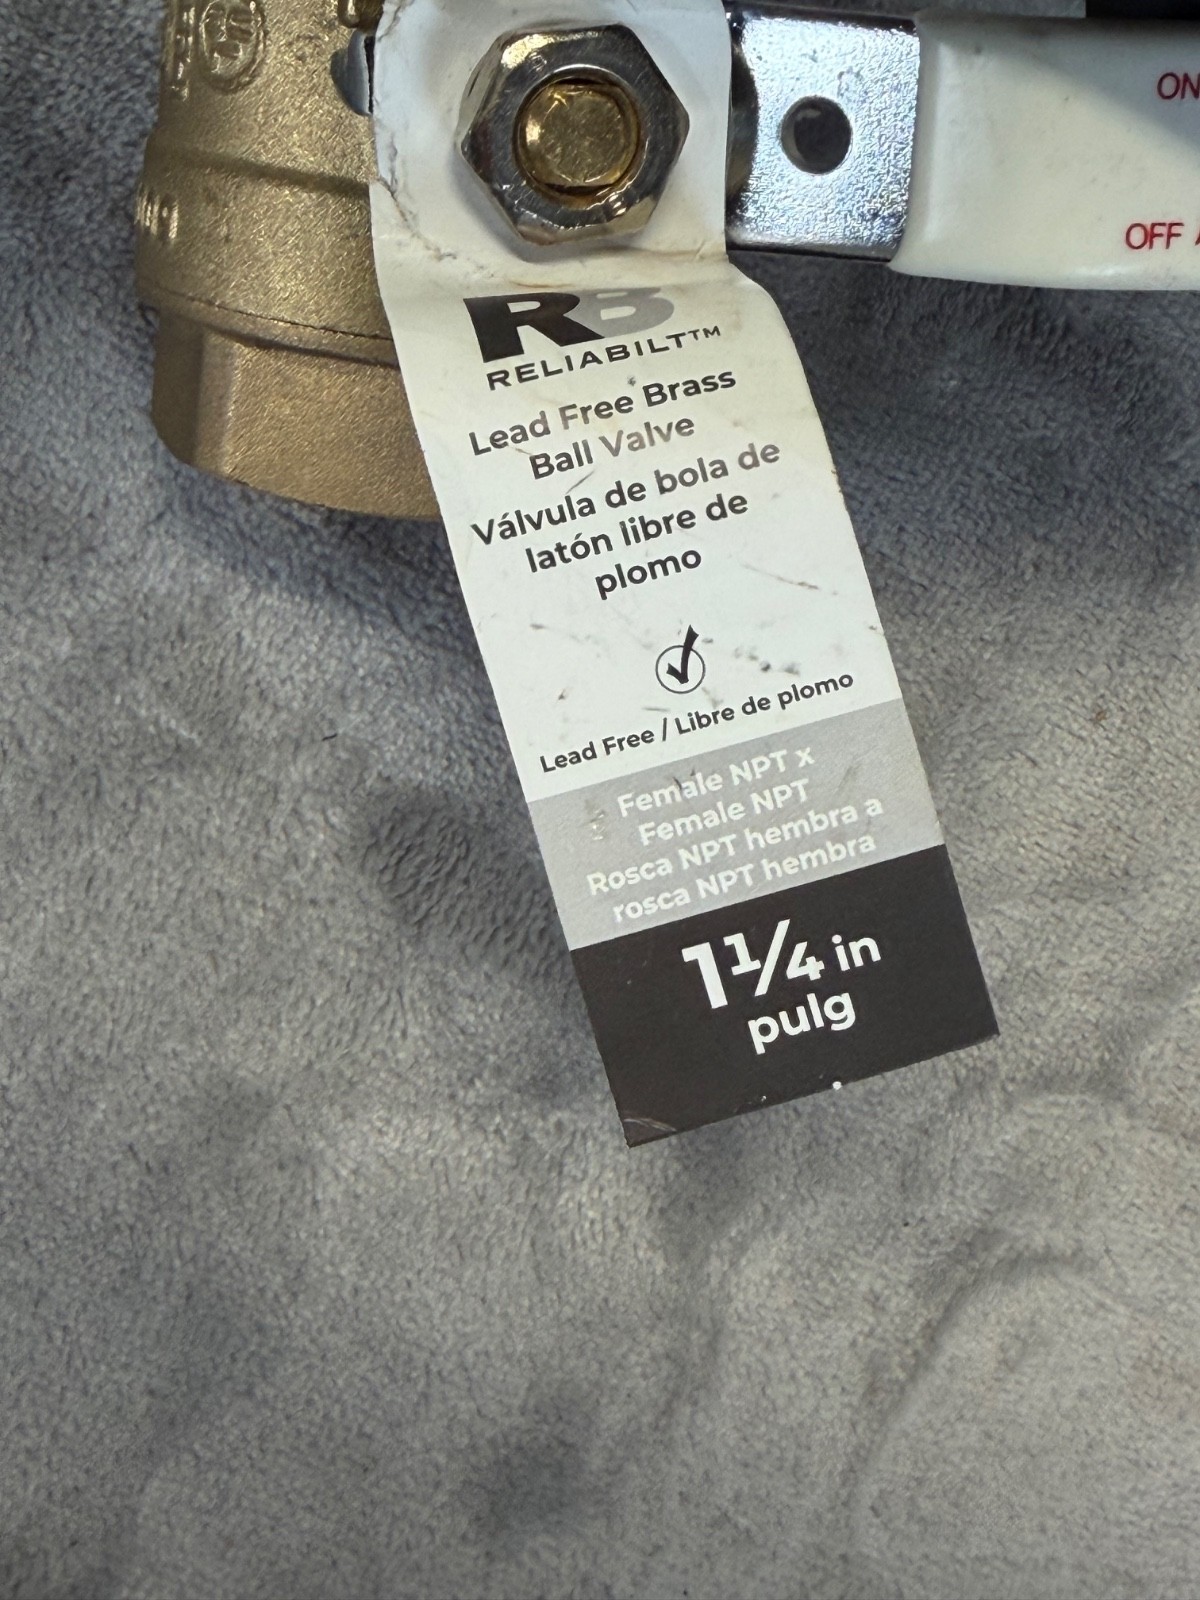 ON
OFF
RB
RELIABILT™
Lead Free Brass
Ball Valve
Válvula de bola de
latón libre de
plomo
Lead Free / Libre de plomo
Female NPT x
Female NPT
Rosca NPT hembra a
rosca NPT hembra
1¼ in
pulg